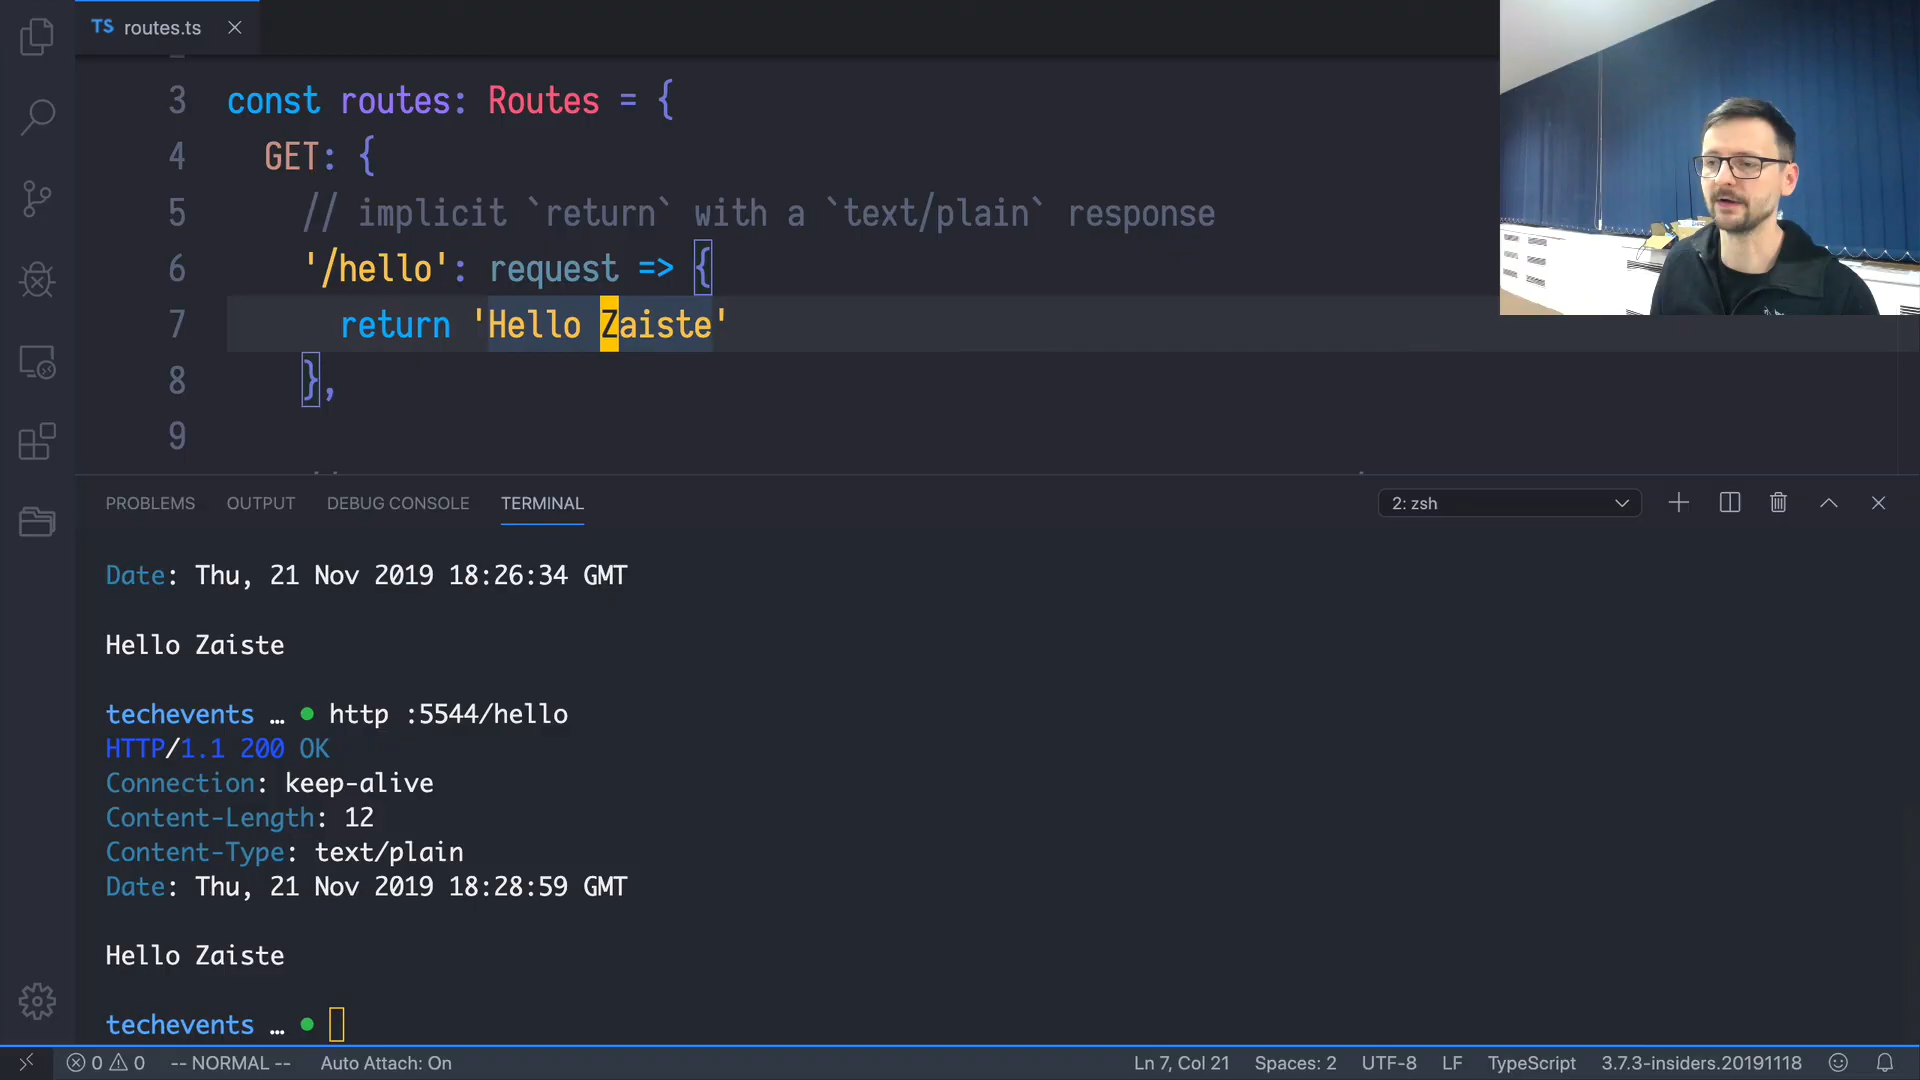 TS routes.ts
3 const routes: Routes = {
4 GET: {
5 // implicit `return` with a `text/plain` response
6 '/hello': request => {
7 return 'Hello Zaiste'
8 },
9
PROBLEMS OUTPUT DEBUG CONSOLE TERMINAL 2: zsh
Date: Thu, 21 Nov 2019 18:26:34 GMT
Hello Zaiste
techevents … ● http :5544/hello
HTTP/1.1 200 OK
Connection: keep-alive
Content-Length: 12
Content-Type: text/plain
Date: Thu, 21 Nov 2019 18:28:59 GMT
Hello Zaiste
techevents … ●
0 0 -- NORMAL -- Auto Attach: On Ln 7, Col 21 Spaces: 2 UTF-8 LF TypeScript 3.7.3-insiders.20191118